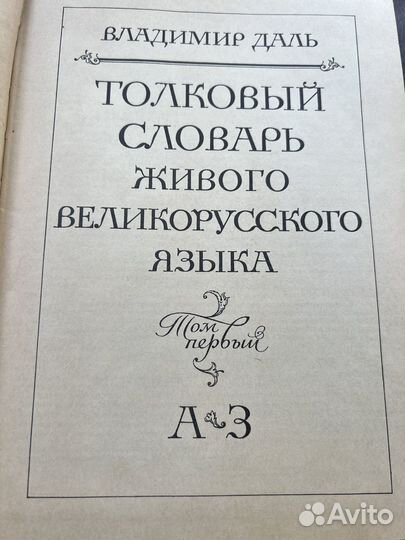 ВЛАДИМИР ДАЛЬ
ТОЛКОВЫЙ
СЛОВАРЬ
ЖИВОГО
ВЕЛИКОРУССКОГО
ЯЗЫКА
Том
первый
А-З
Avito